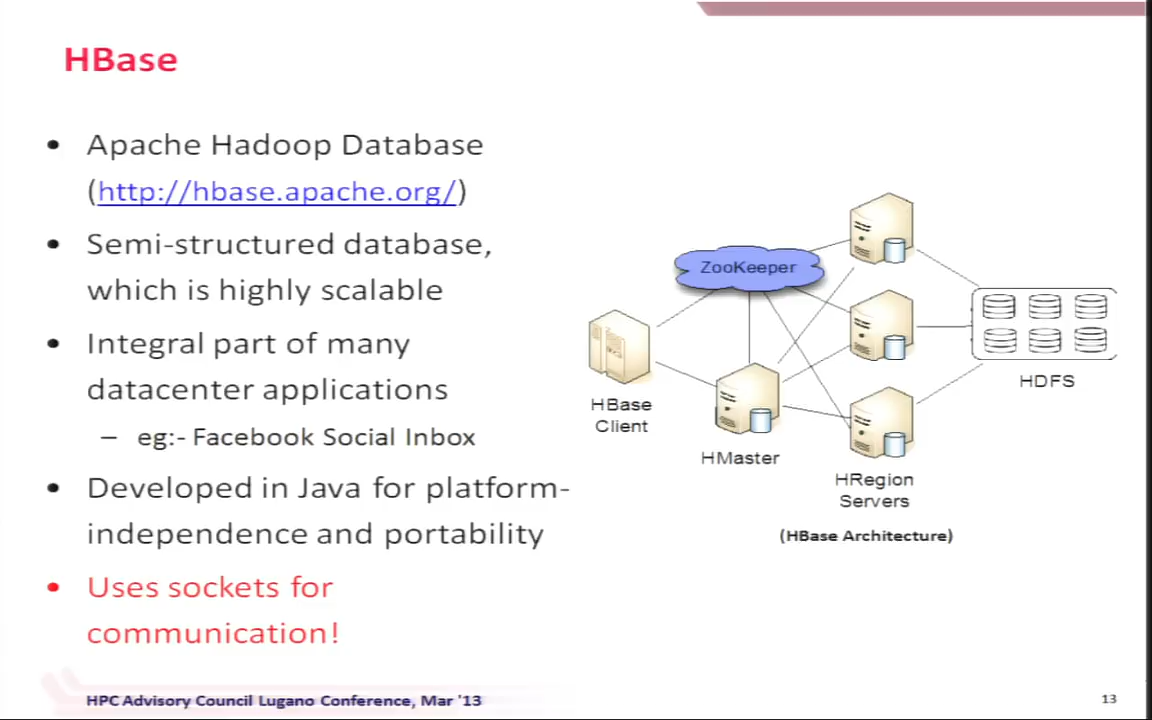 HBase
• Apache Hadoop Database
(http://hbase.apache.org/)
• Semi-structured database,
which is highly scalable
• Integral part of many
datacenter applications
– eg:- Facebook Social Inbox
• Developed in Java for platform-
independence and portability
• Uses sockets for
communication!
ZooKeeper
HBase
Client
HMaster
HRegion
Servers
HDFS
(HBase Architecture)
HPC Advisory Council Lugano Conference, Mar '13
13